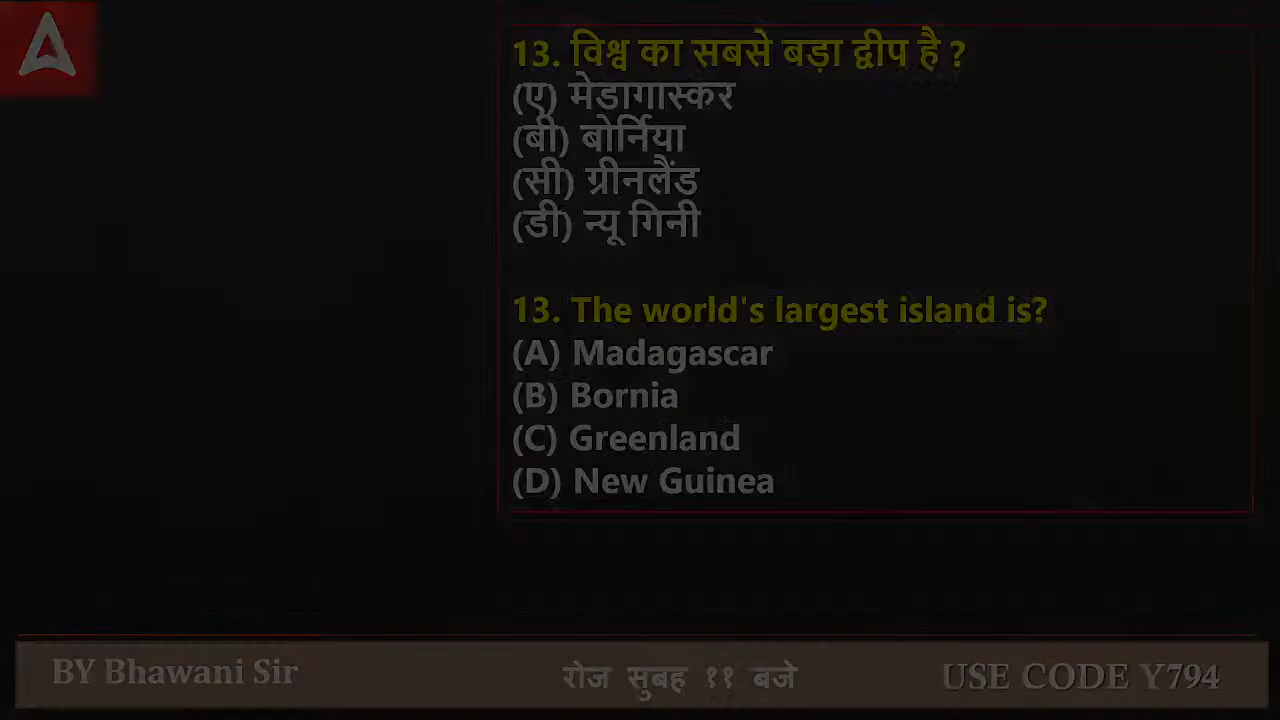 13. विश्व का सबसे बड़ा द्वीप है ?
(ए) मेडागास्कर
(बी) बोर्निया
(सी) ग्रीनलैंड
(डी) न्यू गिनी
13. The world's largest island is?
(A) Madagascar
(B) Bornia
(C) Greenland
(D) New Guinea
BY Bhawani Sir
रोज सुबह ११ बजे
USE CODE Y794